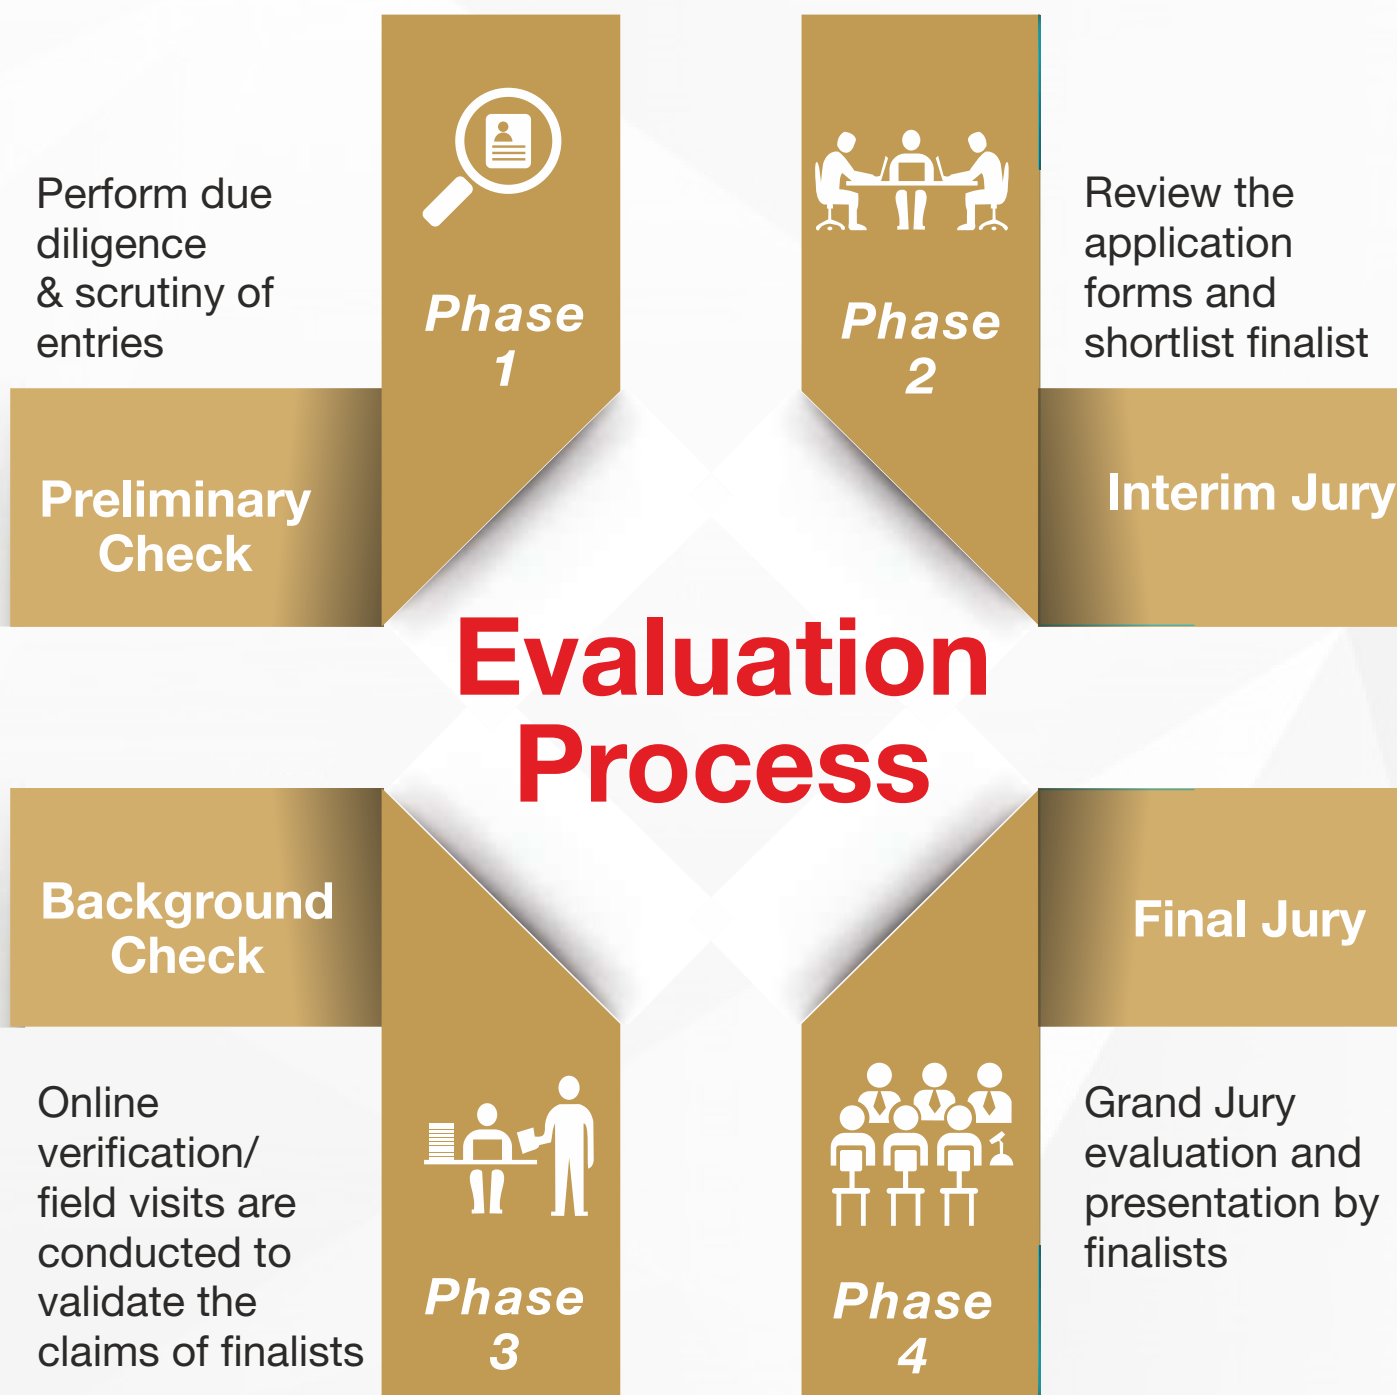 Perform due
diligence
& scrutiny of
entries
Phase
1
Preliminary
Check
Phase
2
Review the
application
forms and
shortlist finalist
Interim Jury
Evaluation
Process
Background
Check
Online
verification/
field visits are
conducted to
validate the
claims of finalists
Phase
3
Final Jury
Phase
4
Grand Jury
evaluation and
presentation by
finalists